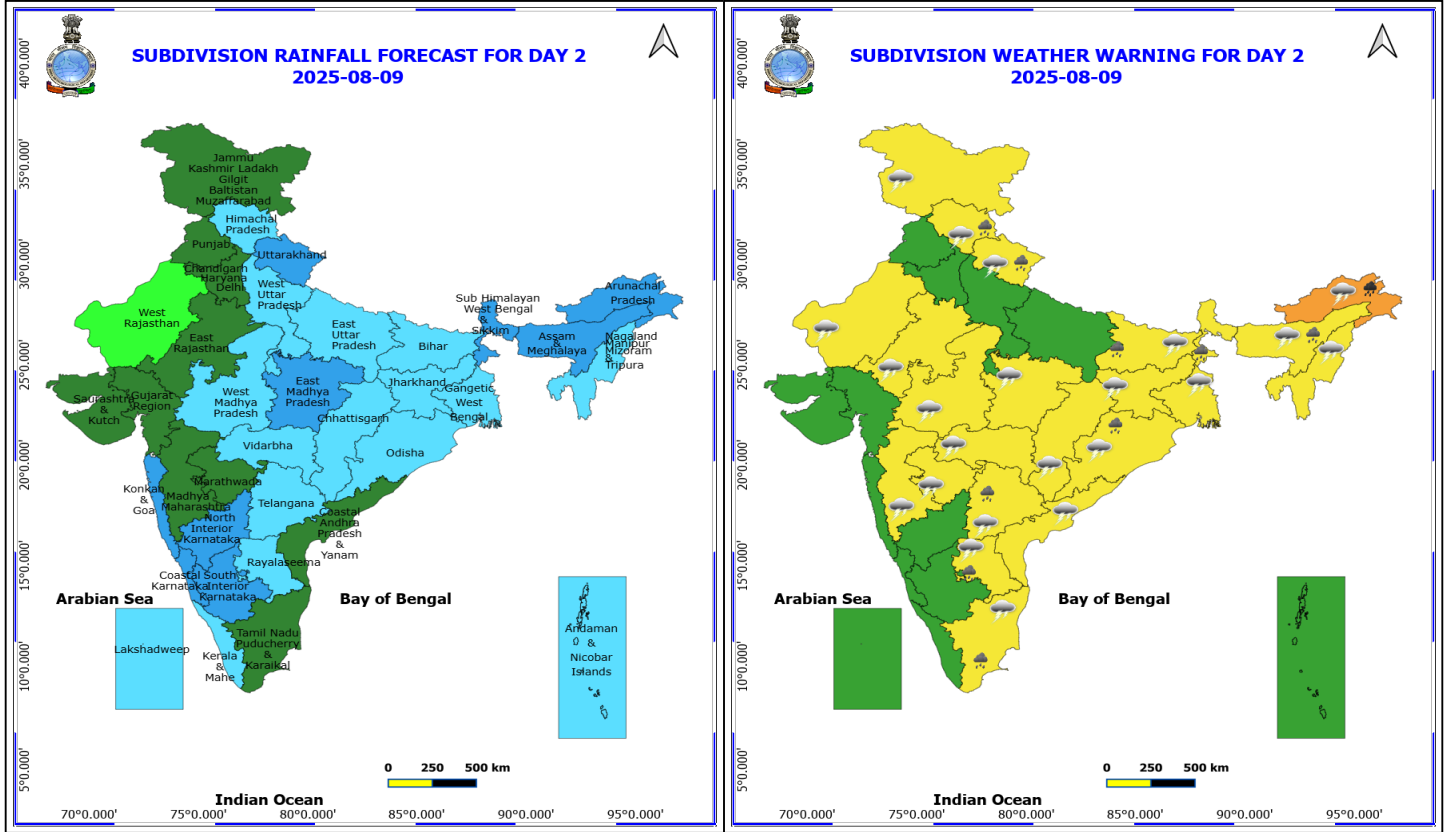 SUBDIVISION RAINFALL FORECAST FOR DAY 2
2025-08-09
40°0.000'
35°0.000'
30°0.000'
25°0.000'
20°0.000'
15°0.000'
10°0.000'
5°0.000'
Jammu
Kashmir Ladakh
Gilgit
Baltistan
Muzaffarabad
Himachal
Pradesh
Punjab
Uttarakhand
Chandigarh
Haryana
Delhi
West
Uttar
Pradesh
West
Rajasthan
East
Rajasthan
East
Uttar
Pradesh
Bihar
Sub Himalayan
West Bengal
&
Sikkim
Arunachal
Pradesh
Assam
&
Meghalaya
Nagaland
Manipur
Mizoram
&
Tripura
Saurashtra
&
Kutch
Gujarat
Region
West
Madhya
Pradesh
East
Madhya
Pradesh
Jharkhand
Gangetic
West
Bengal
Chhattisgarh
Vidarbha
Odisha
Konkan
&
Goa
Madhya
Maharashtra
Marathwada
Telangana
North
Interior
Karnataka
Coastal
Andhra
Pradesh
&
Yanam
Rayalaseema
Coastal
Karnataka
South
Interior
Karnataka
Arabian Sea
Bay of Bengal
Lakshadweep
Kerala
&
Mahe
Tamil Nadu
Puducherry
&
Karaikal
Andaman
&
Nicobar
Islands
0 250 500 km
Indian Ocean
70°0.000' 75°0.000' 80°0.000' 85°0.000' 90°0.000' 95°0.000'
SUBDIVISION WEATHER WARNING FOR DAY 2
2025-08-09
40°0.000'
35°0.000'
30°0.000'
25°0.000'
20°0.000'
15°0.000'
10°0.000'
5°0.000'
Arabian Sea
Bay of Bengal
0 250 500 km
Indian Ocean
70°0.000' 75°0.000' 80°0.000' 85°0.000' 90°0.000' 95°0.000'